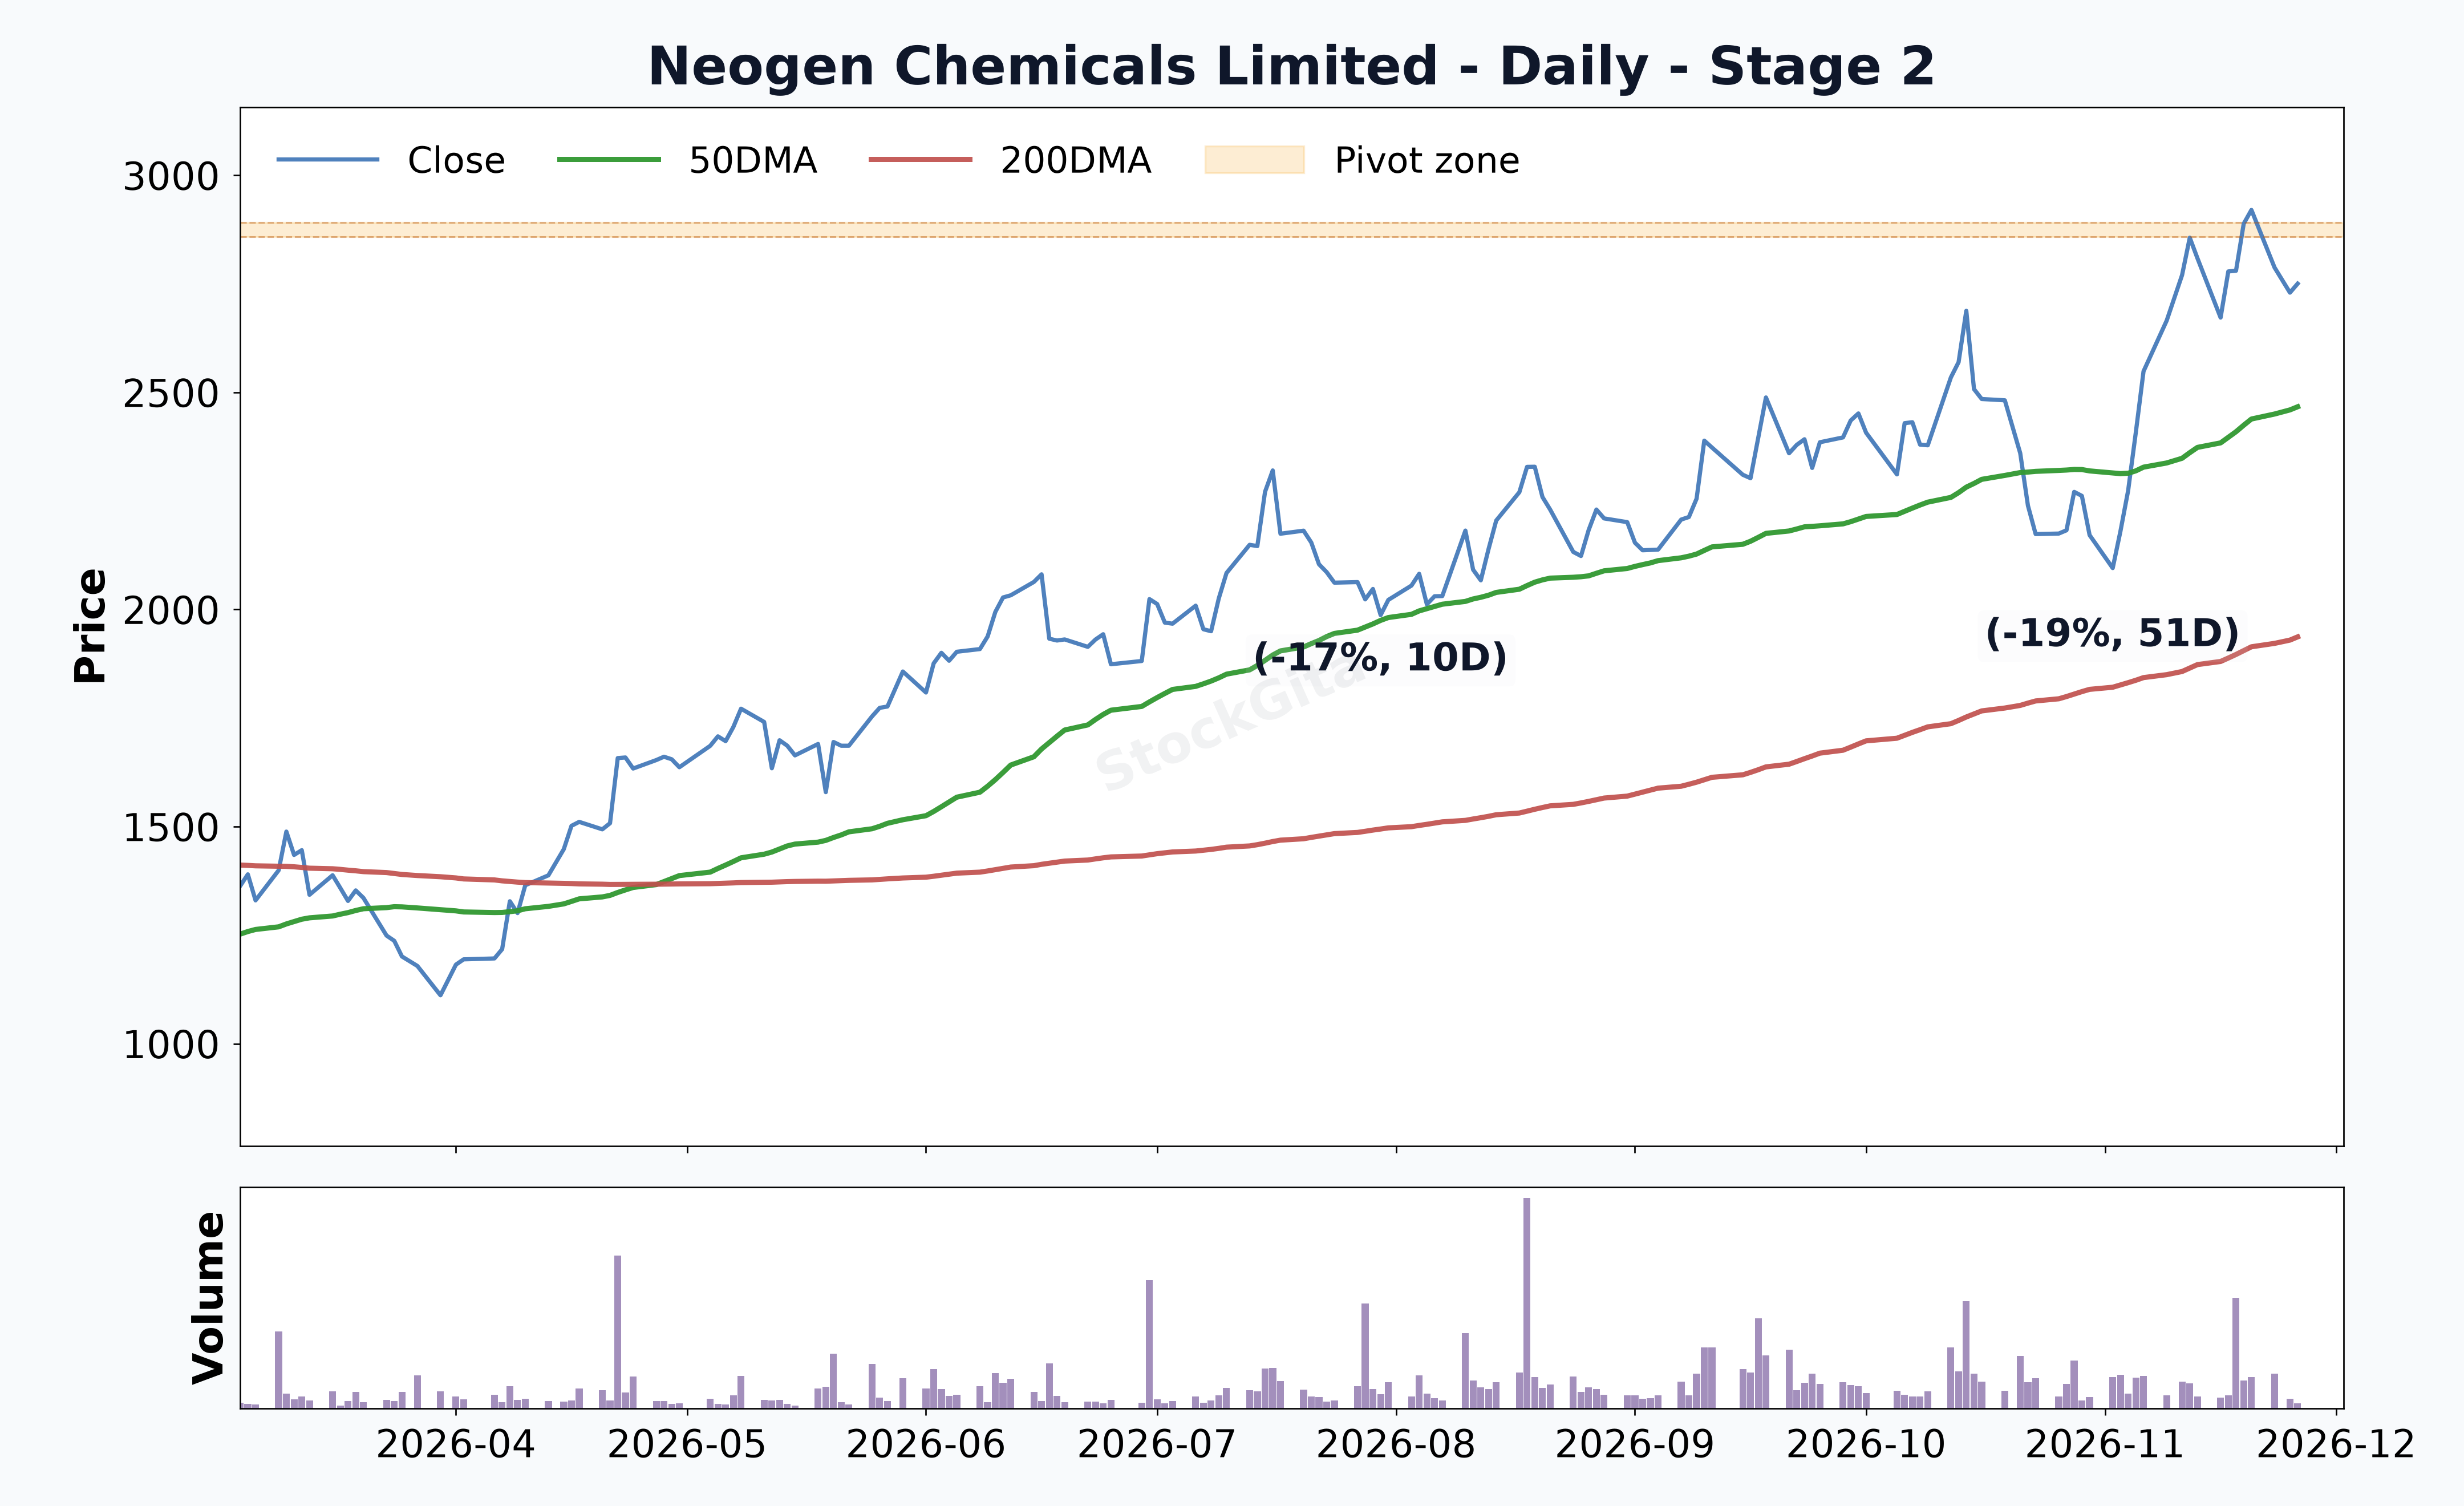 Neogen Chemicals Limited - Daily - Stage 2
Close 50DMA 200DMA Pivot zone
3000
2500
2000
1500
1000
Price
(-17%, 10D)
(-19%, 51D)
StockGita
Volume
2026-04 2026-05 2026-06 2026-07 2026-08 2026-09 2026-10 2026-11 2026-12